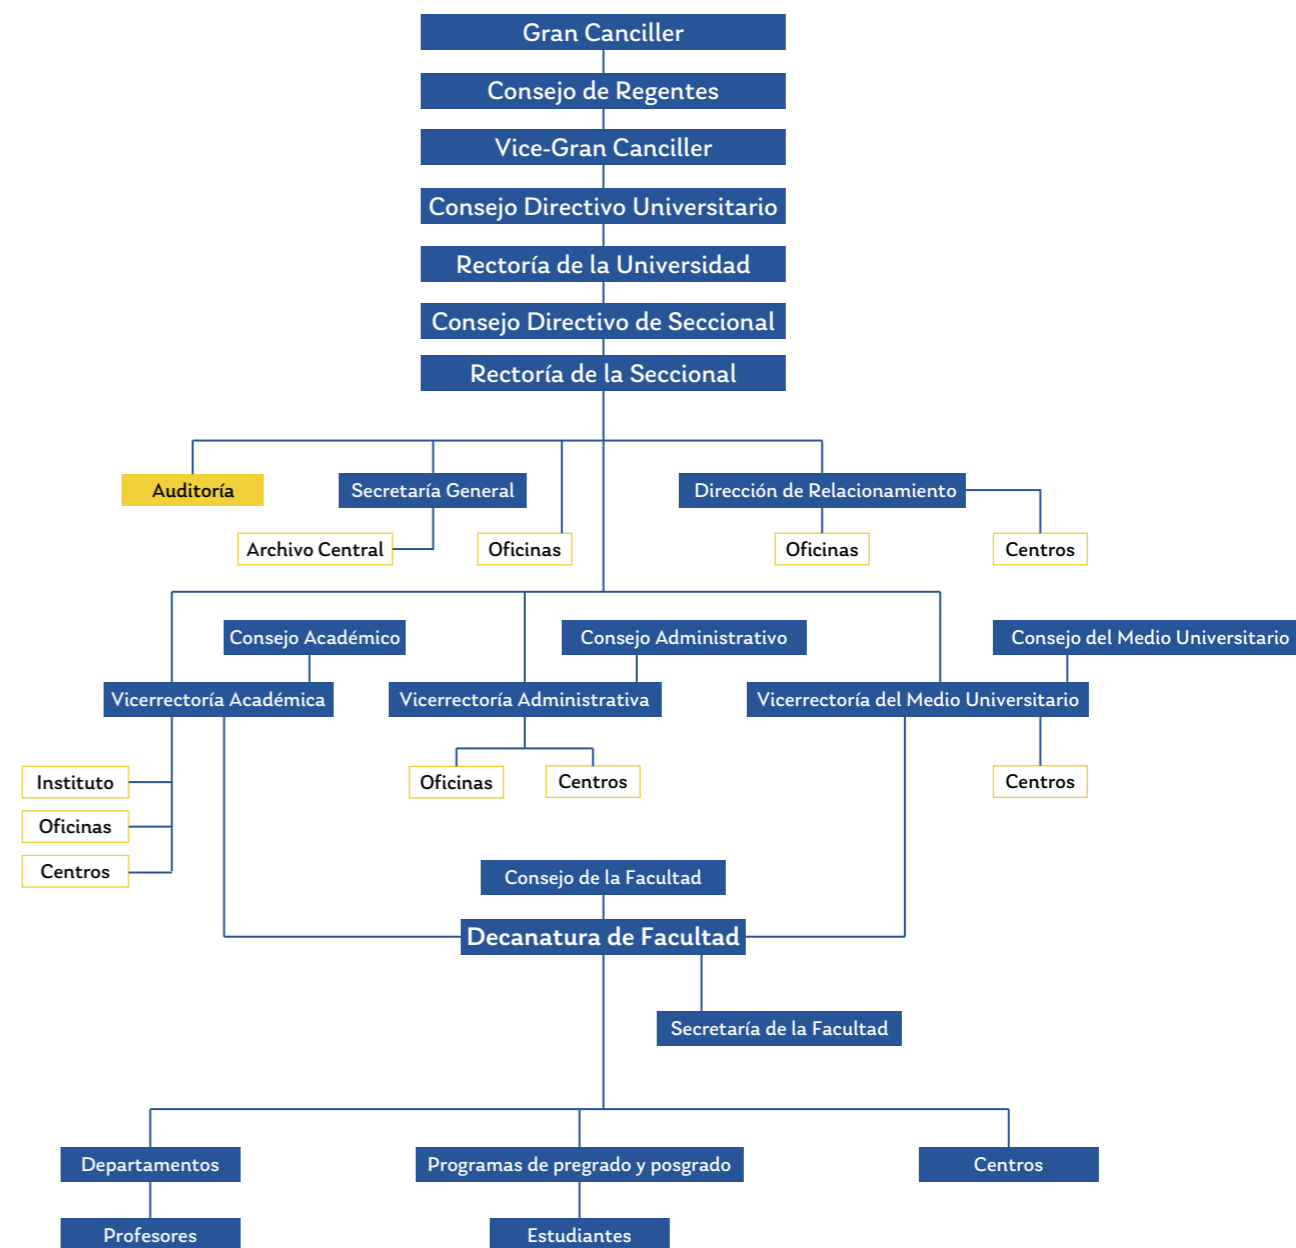 Gran Canciller
Consejo de Regentes
Vice-Gran Canciller
Consejo Directivo Universitario
Rectoría de la Universidad
Consejo Directivo de Seccional
Rectoría de la Seccional
Auditoría
Secretaría General
Dirección de Relacionamiento
Archivo Central
Oficinas
Oficinas
Centros
Consejo Académico
Consejo Administrativo
Consejo del Medio Universitario
Vicerrectoría Académica
Vicerrectoría Administrativa
Vicerrectoría del Medio Universitario
Instituto
Oficinas
Centros
Centros
Oficinas
Centros
Consejo de la Facultad
Decanatura de Facultad
Secretaría de la Facultad
Departamentos
Programas de pregrado y posgrado
Centros
Profesores
Estudiantes